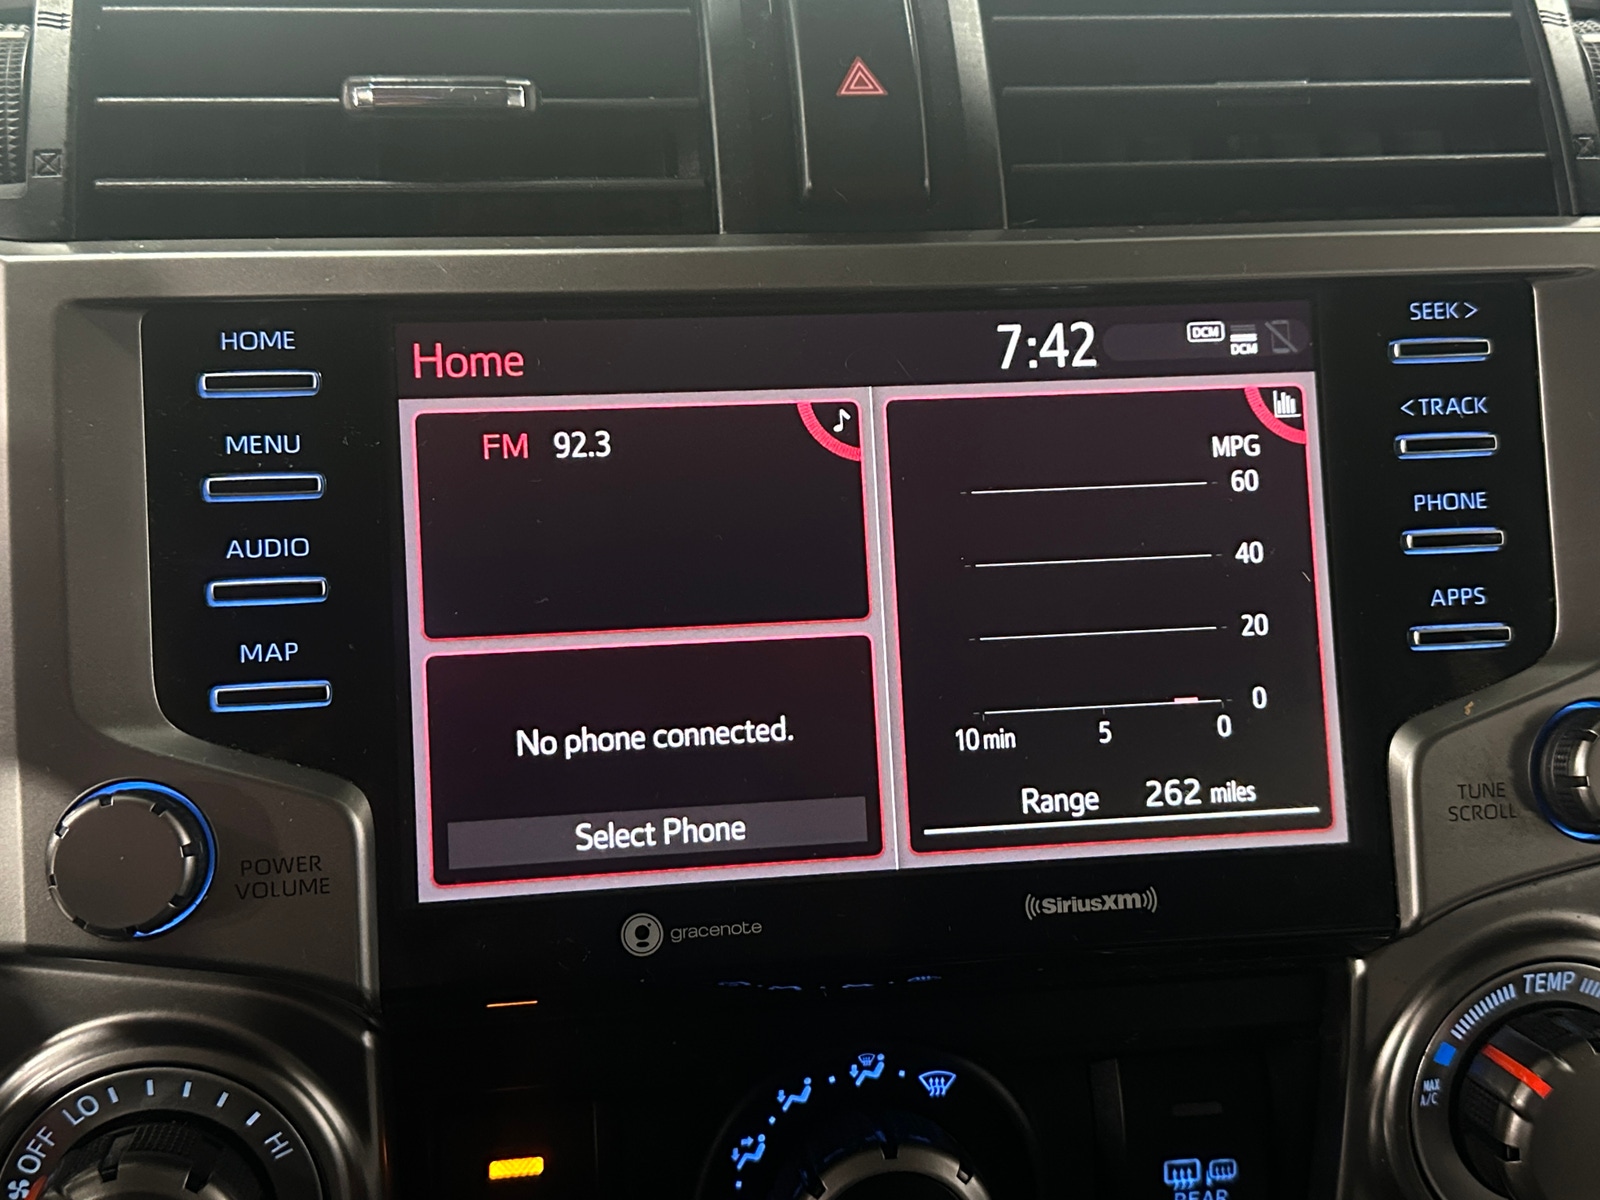 HOME
MENU
AUDIO
MAP
POWER
VOLUME
Home
7:42
DCM
DCM
FM 92.3
No phone connected.
Select Phone
MPG
60
40
20
0
10 min 5 0
Range 262 miles
gracenote
SiriusXM
SEEK >
< TRACK
PHONE
APPS
TUNE
SCROLL
OFF LO HI
TEMP
MAX
A/C
REAR